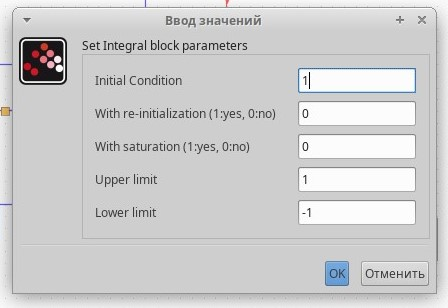 Ввод значений
Set Integral block parameters
Initial Condition 1
With re-initialization (1:yes, 0:no) 0
With saturation (1:yes, 0:no) 0
Upper limit 1
Lower limit -1
OK Отменить